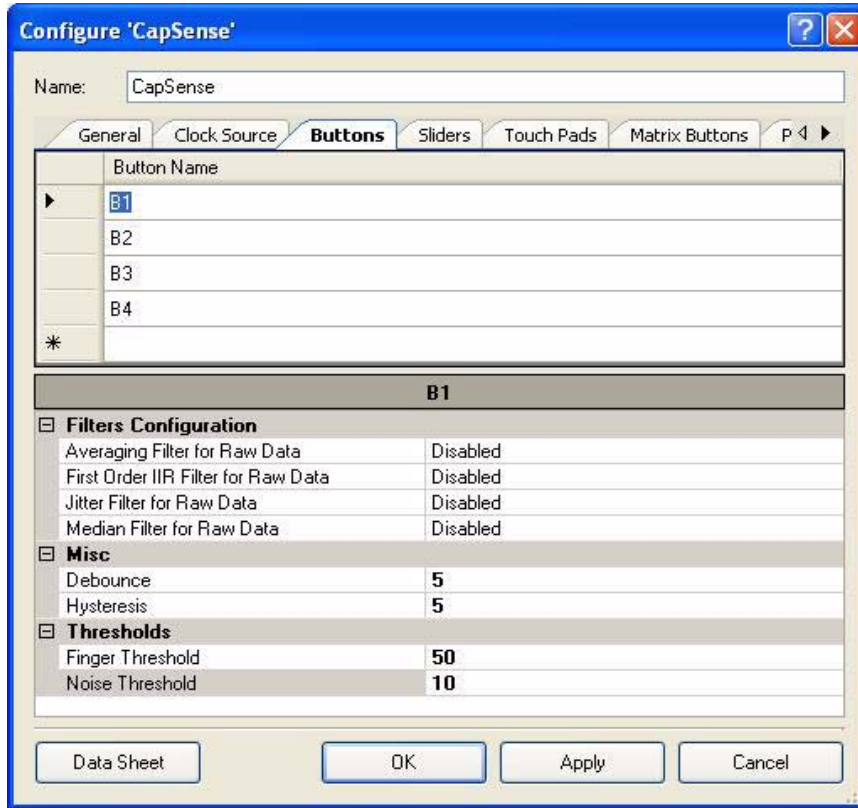 Configure 'CapSense'
Name: CapSense
General Clock Source Buttons Sliders Touch Pads Matrix Buttons P
Button Name
B1
B2
B3
B4
B1
Filters Configuration
Averaging Filter for Raw Data Disabled
First Order IIR Filter for Raw Data Disabled
Jitter Filter for Raw Data Disabled
Median Filter for Raw Data Disabled
Misc
Debounce 5
Hysteresis 5
Thresholds
Finger Threshold 50
Noise Threshold 10
Data Sheet OK Apply Cancel